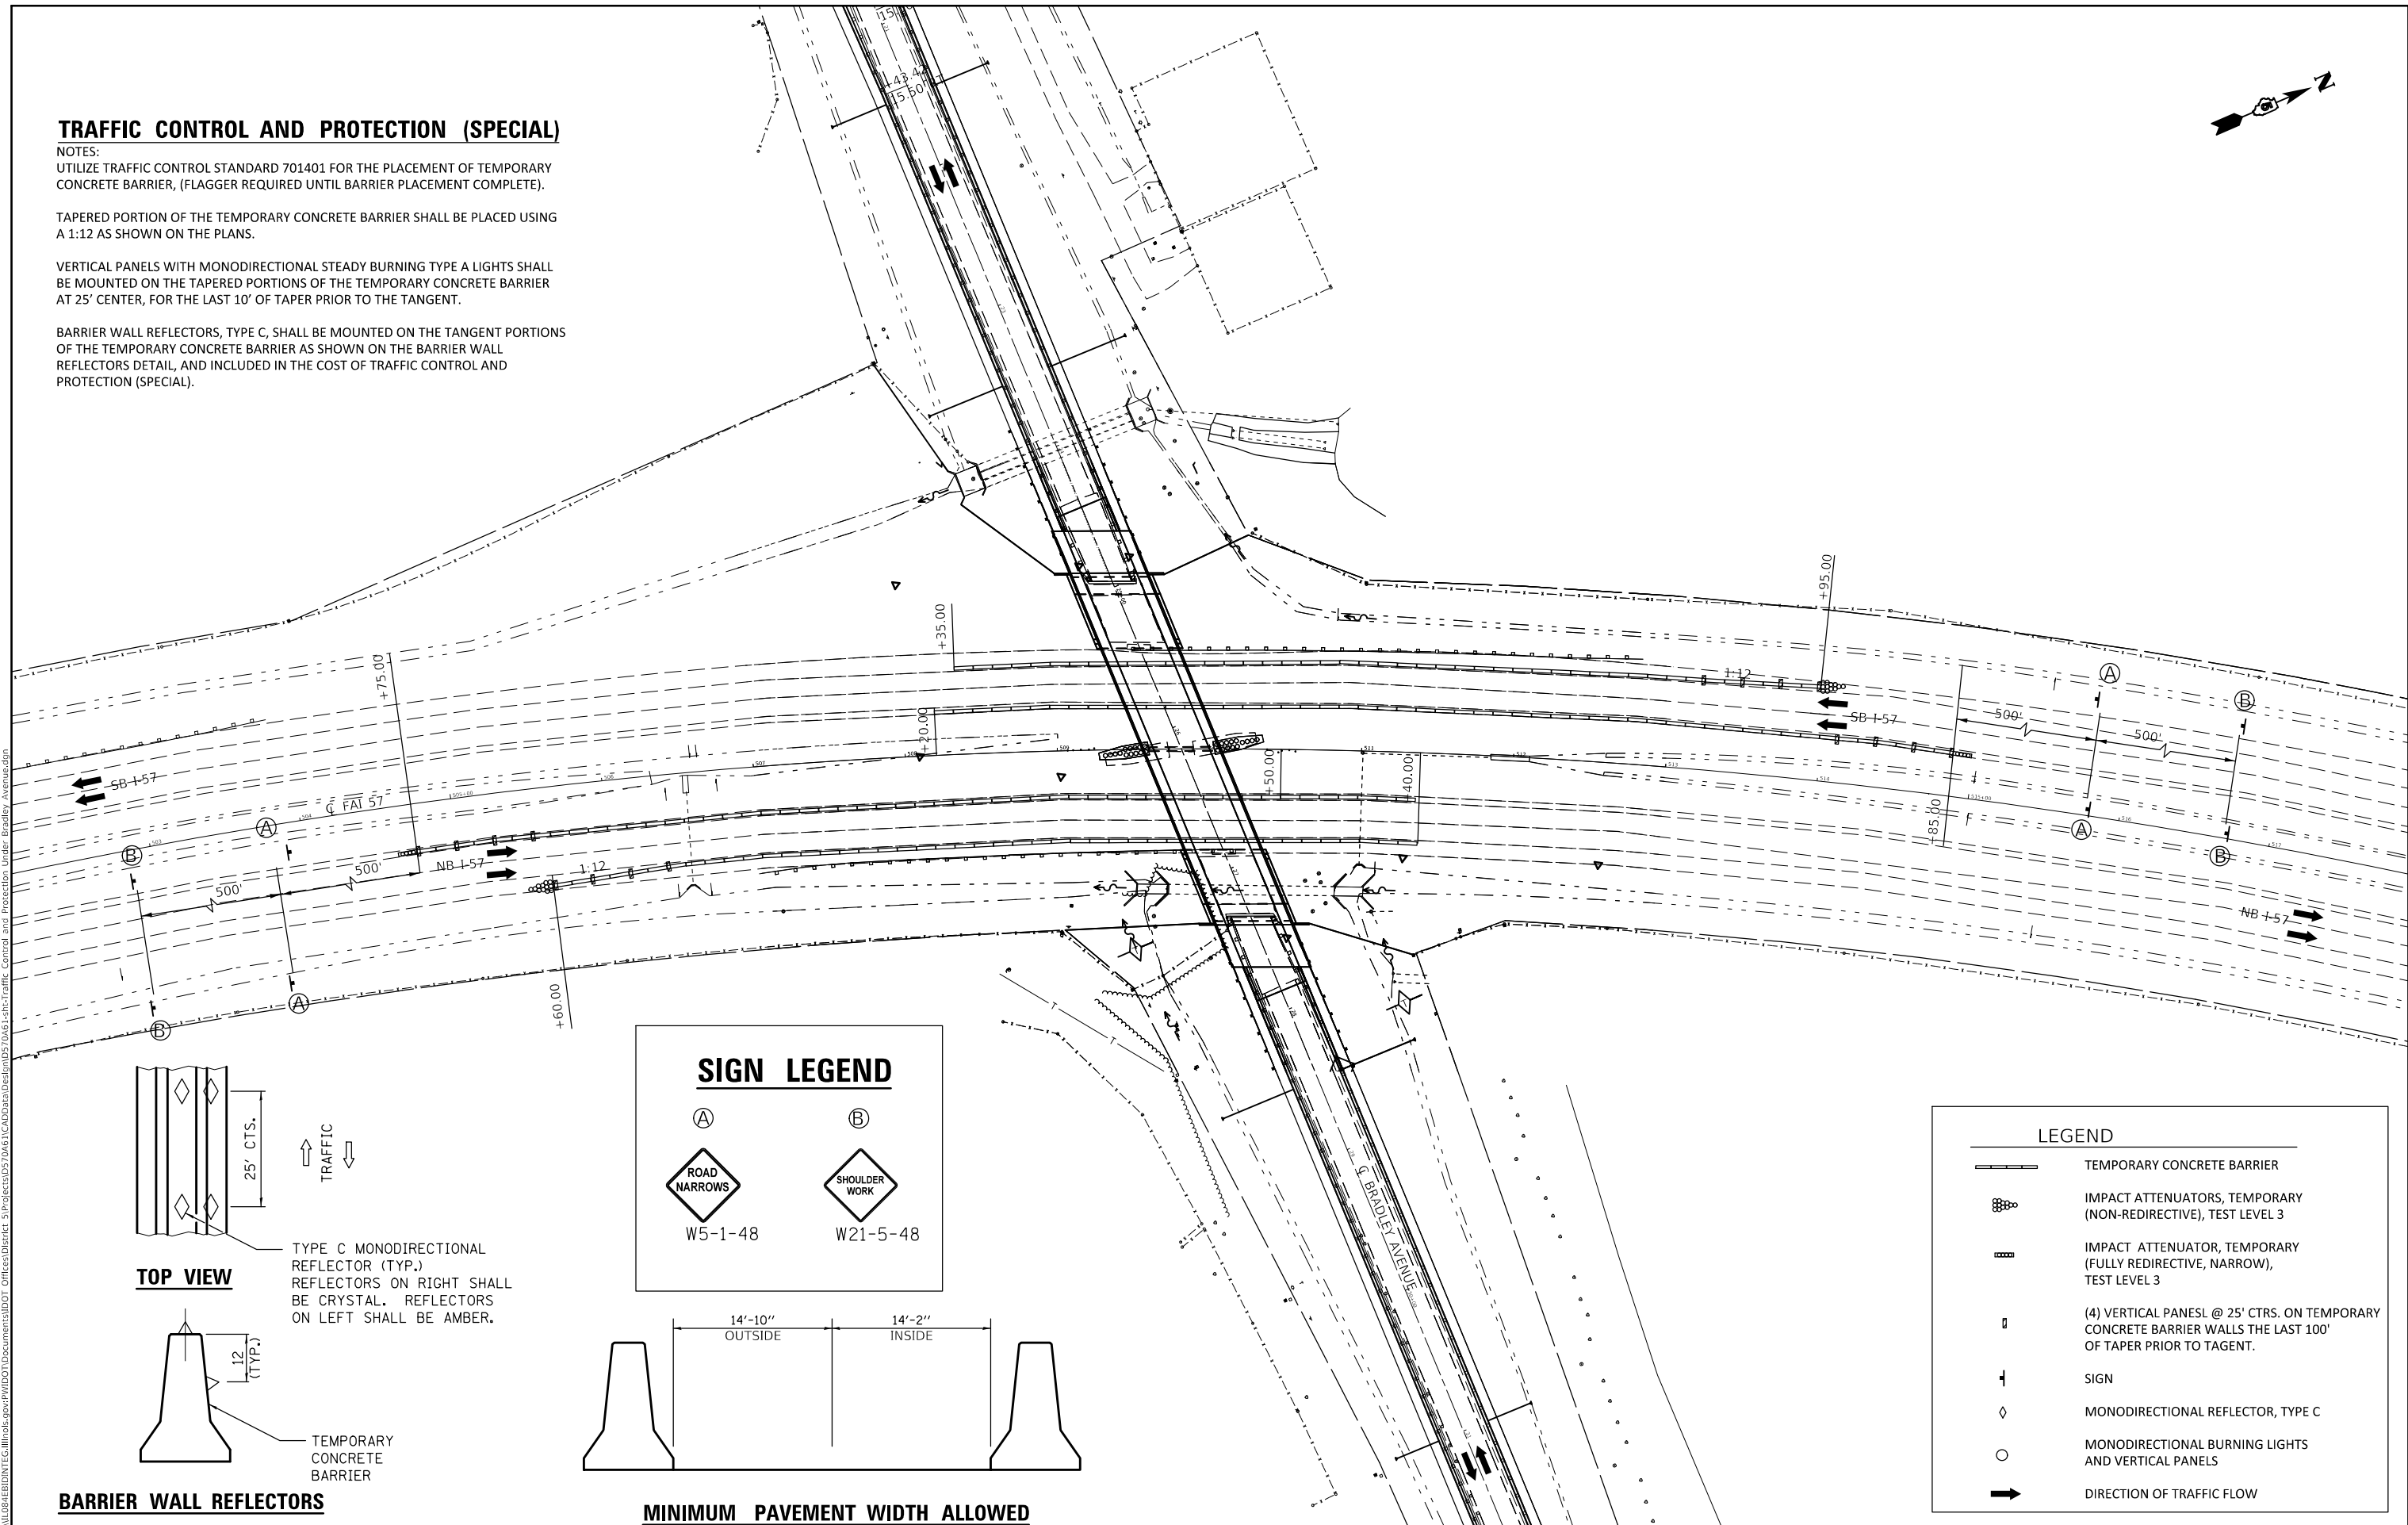 TRAFFIC CONTROL AND PROTECTION (SPECIAL)
NOTES:
UTILIZE TRAFFIC CONTROL STANDARD 701401 FOR THE PLACEMENT OF TEMPORARY
CONCRETE BARRIER, (FLAGGER REQUIRED UNTIL BARRIER PLACEMENT COMPLETE).
TAPERED PORTION OF THE TEMPORARY CONCRETE BARRIER SHALL BE PLACED USING
A 1:12 AS SHOWN ON THE PLANS.
VERTICAL PANELS WITH MONODIRECTIONAL STEADY BURNING TYPE A LIGHTS SHALL
BE MOUNTED ON THE TAPERED PORTIONS OF THE TEMPORARY CONCRETE BARRIER
AT 25' CENTER, FOR THE LAST 10' OF TAPER PRIOR TO THE TANGENT.
BARRIER WALL REFLECTORS, TYPE C, SHALL BE MOUNTED ON THE TANGENT PORTIONS
OF THE TEMPORARY CONCRETE BARRIER AS SHOWN ON THE BARRIER WALL
REFLECTORS DETAIL, AND INCLUDED IN THE COST OF TRAFFIC CONTROL AND
PROTECTION (SPECIAL).
N
+43.42
15.50'
+95.00
+35.00
+75.00
1:12
A
B
+20.00
SB I-57
500'
500'
SB I-57
℄ FAI 57
+50.00
+40.00
+85.00
A
B
A
B
NB I-57
1:12
500'
500'
NB I-57
+60.00
A
B
T
T
℄ BRADLEY AVENUE
25' CTS.
TRAFFIC
TYPE C MONODIRECTIONAL
REFLECTOR (TYP.)
REFLECTORS ON RIGHT SHALL
BE CRYSTAL. REFLECTORS
ON LEFT SHALL BE AMBER.
TOP VIEW
12
(TYP.)
TEMPORARY
CONCRETE
BARRIER
BARRIER WALL REFLECTORS
SIGN LEGEND
A
B
ROAD
NARROWS
SHOULDER
WORK
W5-1-48
W21-5-48
14'-10"
OUTSIDE
14'-2"
INSIDE
MINIMUM PAVEMENT WIDTH ALLOWED
LEGEND
TEMPORARY CONCRETE BARRIER
IMPACT ATTENUATORS, TEMPORARY
(NON-REDIRECTIVE), TEST LEVEL 3
IMPACT ATTENUATOR, TEMPORARY
(FULLY REDIRECTIVE, NARROW),
TEST LEVEL 3
(4) VERTICAL PANESL @ 25' CTRS. ON TEMPORARY
CONCRETE BARRIER WALLS THE LAST 100'
OF TAPER PRIOR TO TAGENT.
SIGN
MONODIRECTIONAL REFLECTOR, TYPE C
MONODIRECTIONAL BURNING LIGHTS
AND VERTICAL PANELS
DIRECTION OF TRAFFIC FLOW